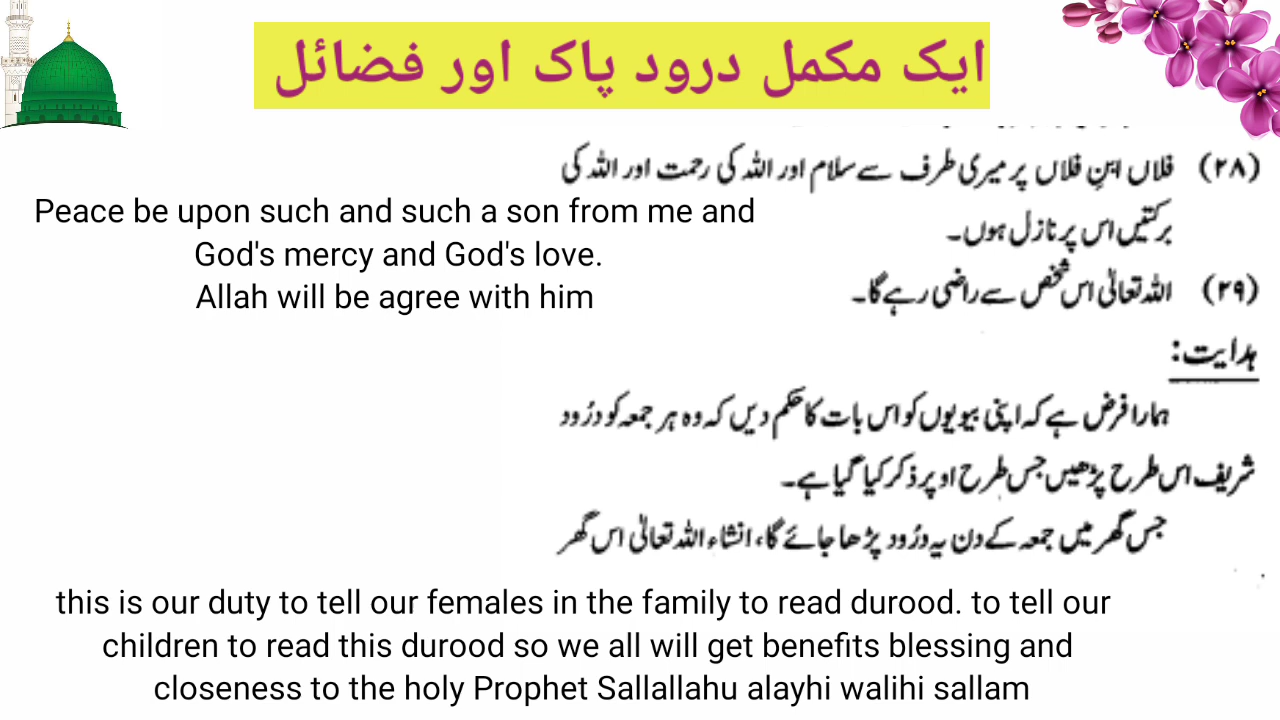 ایک مکمل درود پاک اور فضائل
(۲۸) فلاں ابنِ فلاں پر میری طرف سے سلام اور اللہ کی رحمت اور اللہ کی
برکتیں اس پر نازل ہوں۔
Peace be upon such and such a son from me and
God's mercy and God's love.
Allah will be agree with him
(۲۹) اللہ تعالیٰ اس شخص سے راضی رہے گا۔
ہدایت:
ہمارا فرض ہے کہ اپنی بیویوں کو اس بات کا حکم دیں کہ وہ ہر جمعہ کو درُود
شریف اس طرح پڑھیں جس طرح اوپر ذکر کیا گیا ہے۔
جس گھر میں جمعہ کے دن یہ درُود پڑھا جائے گا، انشاء اللہ تعالیٰ اس گھر
this is our duty to tell our females in the family to read durood. to tell our
children to read this durood so we all will get benefits blessing and
closeness to the holy Prophet Sallallahu alayhi walihi sallam